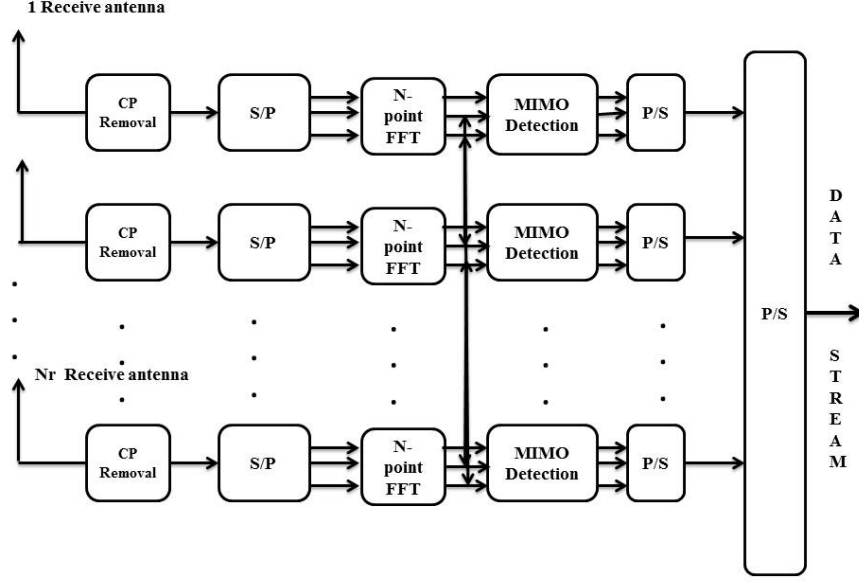 1 Receive antenna
CP
Removal
S/P
N-
point
FFT
MIMO
Detection
P/S
CP
Removal
S/P
N-
point
FFT
MIMO
Detection
P/S
Nr Receive antenna
CP
Removal
S/P
N-
point
FFT
MIMO
Detection
P/S
P/S
D
A
T
A
S
T
R
E
A
M